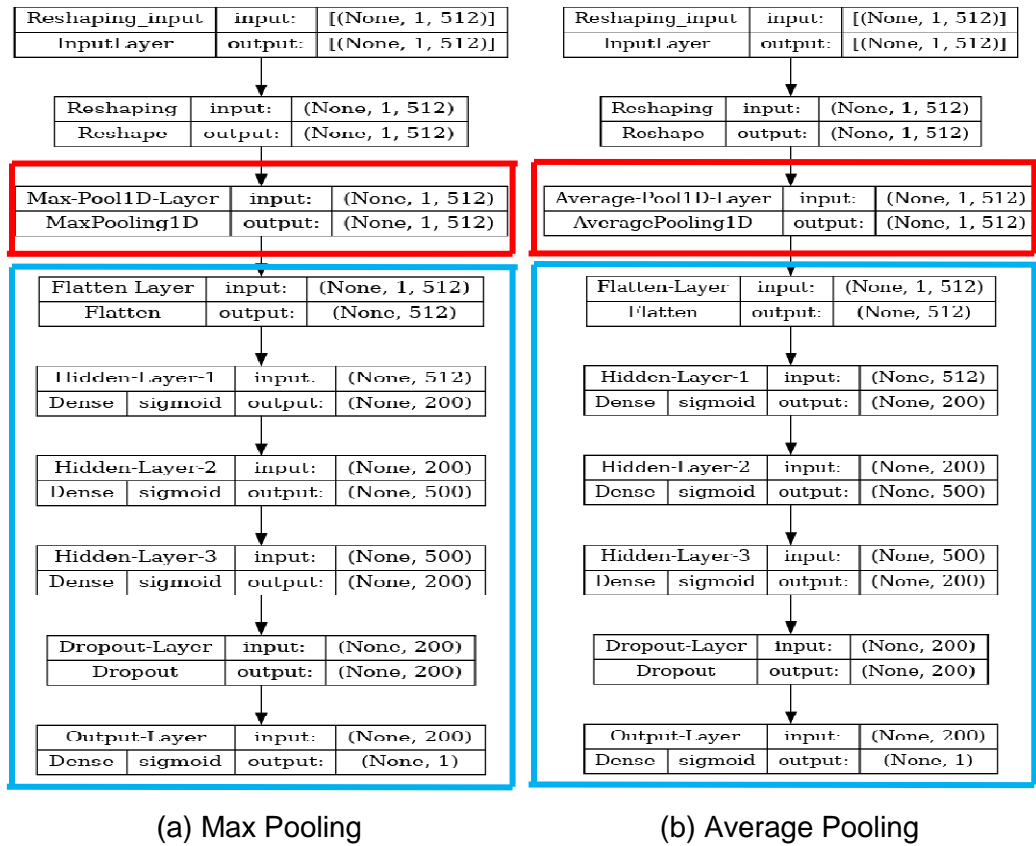 Reshaping_input input: [(None, 1, 512)]
InputLayer output: [(None, 1, 512)]
Reshaping input: (None, 1, 512)
Reshape output: (None, 1, 512)
Max-Pool1D-Layer input: (None, 1, 512)
MaxPooling1D output: (None, 1, 512)
Flatten Layer input: (None, 1, 512)
Flatten output: (None, 512)
Hidden-Layer-1 input: (None, 512)
Dense sigmoid output: (None, 200)
Hidden-Layer-2 input: (None, 200)
Dense sigmoid output: (None, 500)
Hidden-Layer-3 input: (None, 500)
Dense sigmoid output: (None, 200)
Dropout-Layer input: (None, 200)
Dropout output: (None, 200)
Output-Layer input: (None, 200)
Dense sigmoid output: (None, 1)
(a) Max Pooling
Reshaping_input input: [(None, 1, 512)]
InputLayer output: [(None, 1, 512)]
Reshaping input: (None, 1, 512)
Reshape output: (None, 1, 512)
Average-Pool1D-Layer input: (None, 1, 512)
AveragePooling1D output: (None, 1, 512)
Flatten-Layer input: (None, 1, 512)
Flatten output: (None, 512)
Hidden-Layer-1 input: (None, 512)
Dense sigmoid output: (None, 200)
Hidden-Layer-2 input: (None, 200)
Dense sigmoid output: (None, 500)
Hidden-Layer-3 input: (None, 500)
Dense sigmoid output: (None, 200)
Dropout-Layer input: (None, 200)
Dropout output: (None, 200)
Output-Layer input: (None, 200)
Dense sigmoid output: (None, 1)
(b) Average Pooling